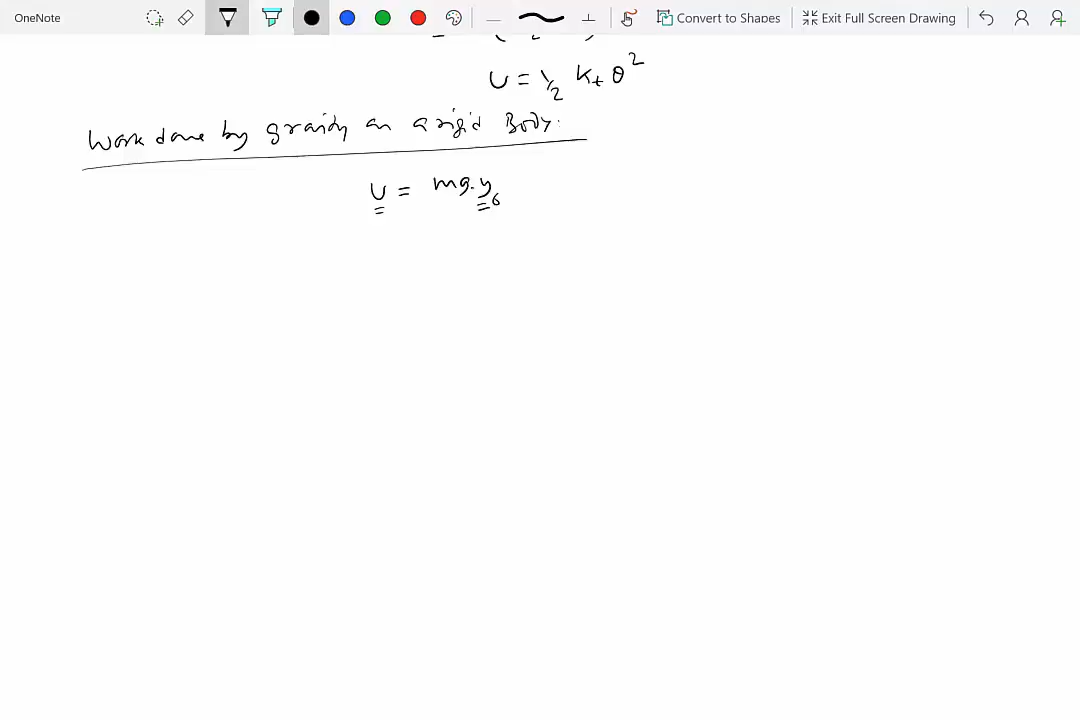 OneNote
Convert to Shapes
Exit Full Screen Drawing
U = 1/2 Kt θ²
Work done by gravity on a rigid Body.
U = mg.yG